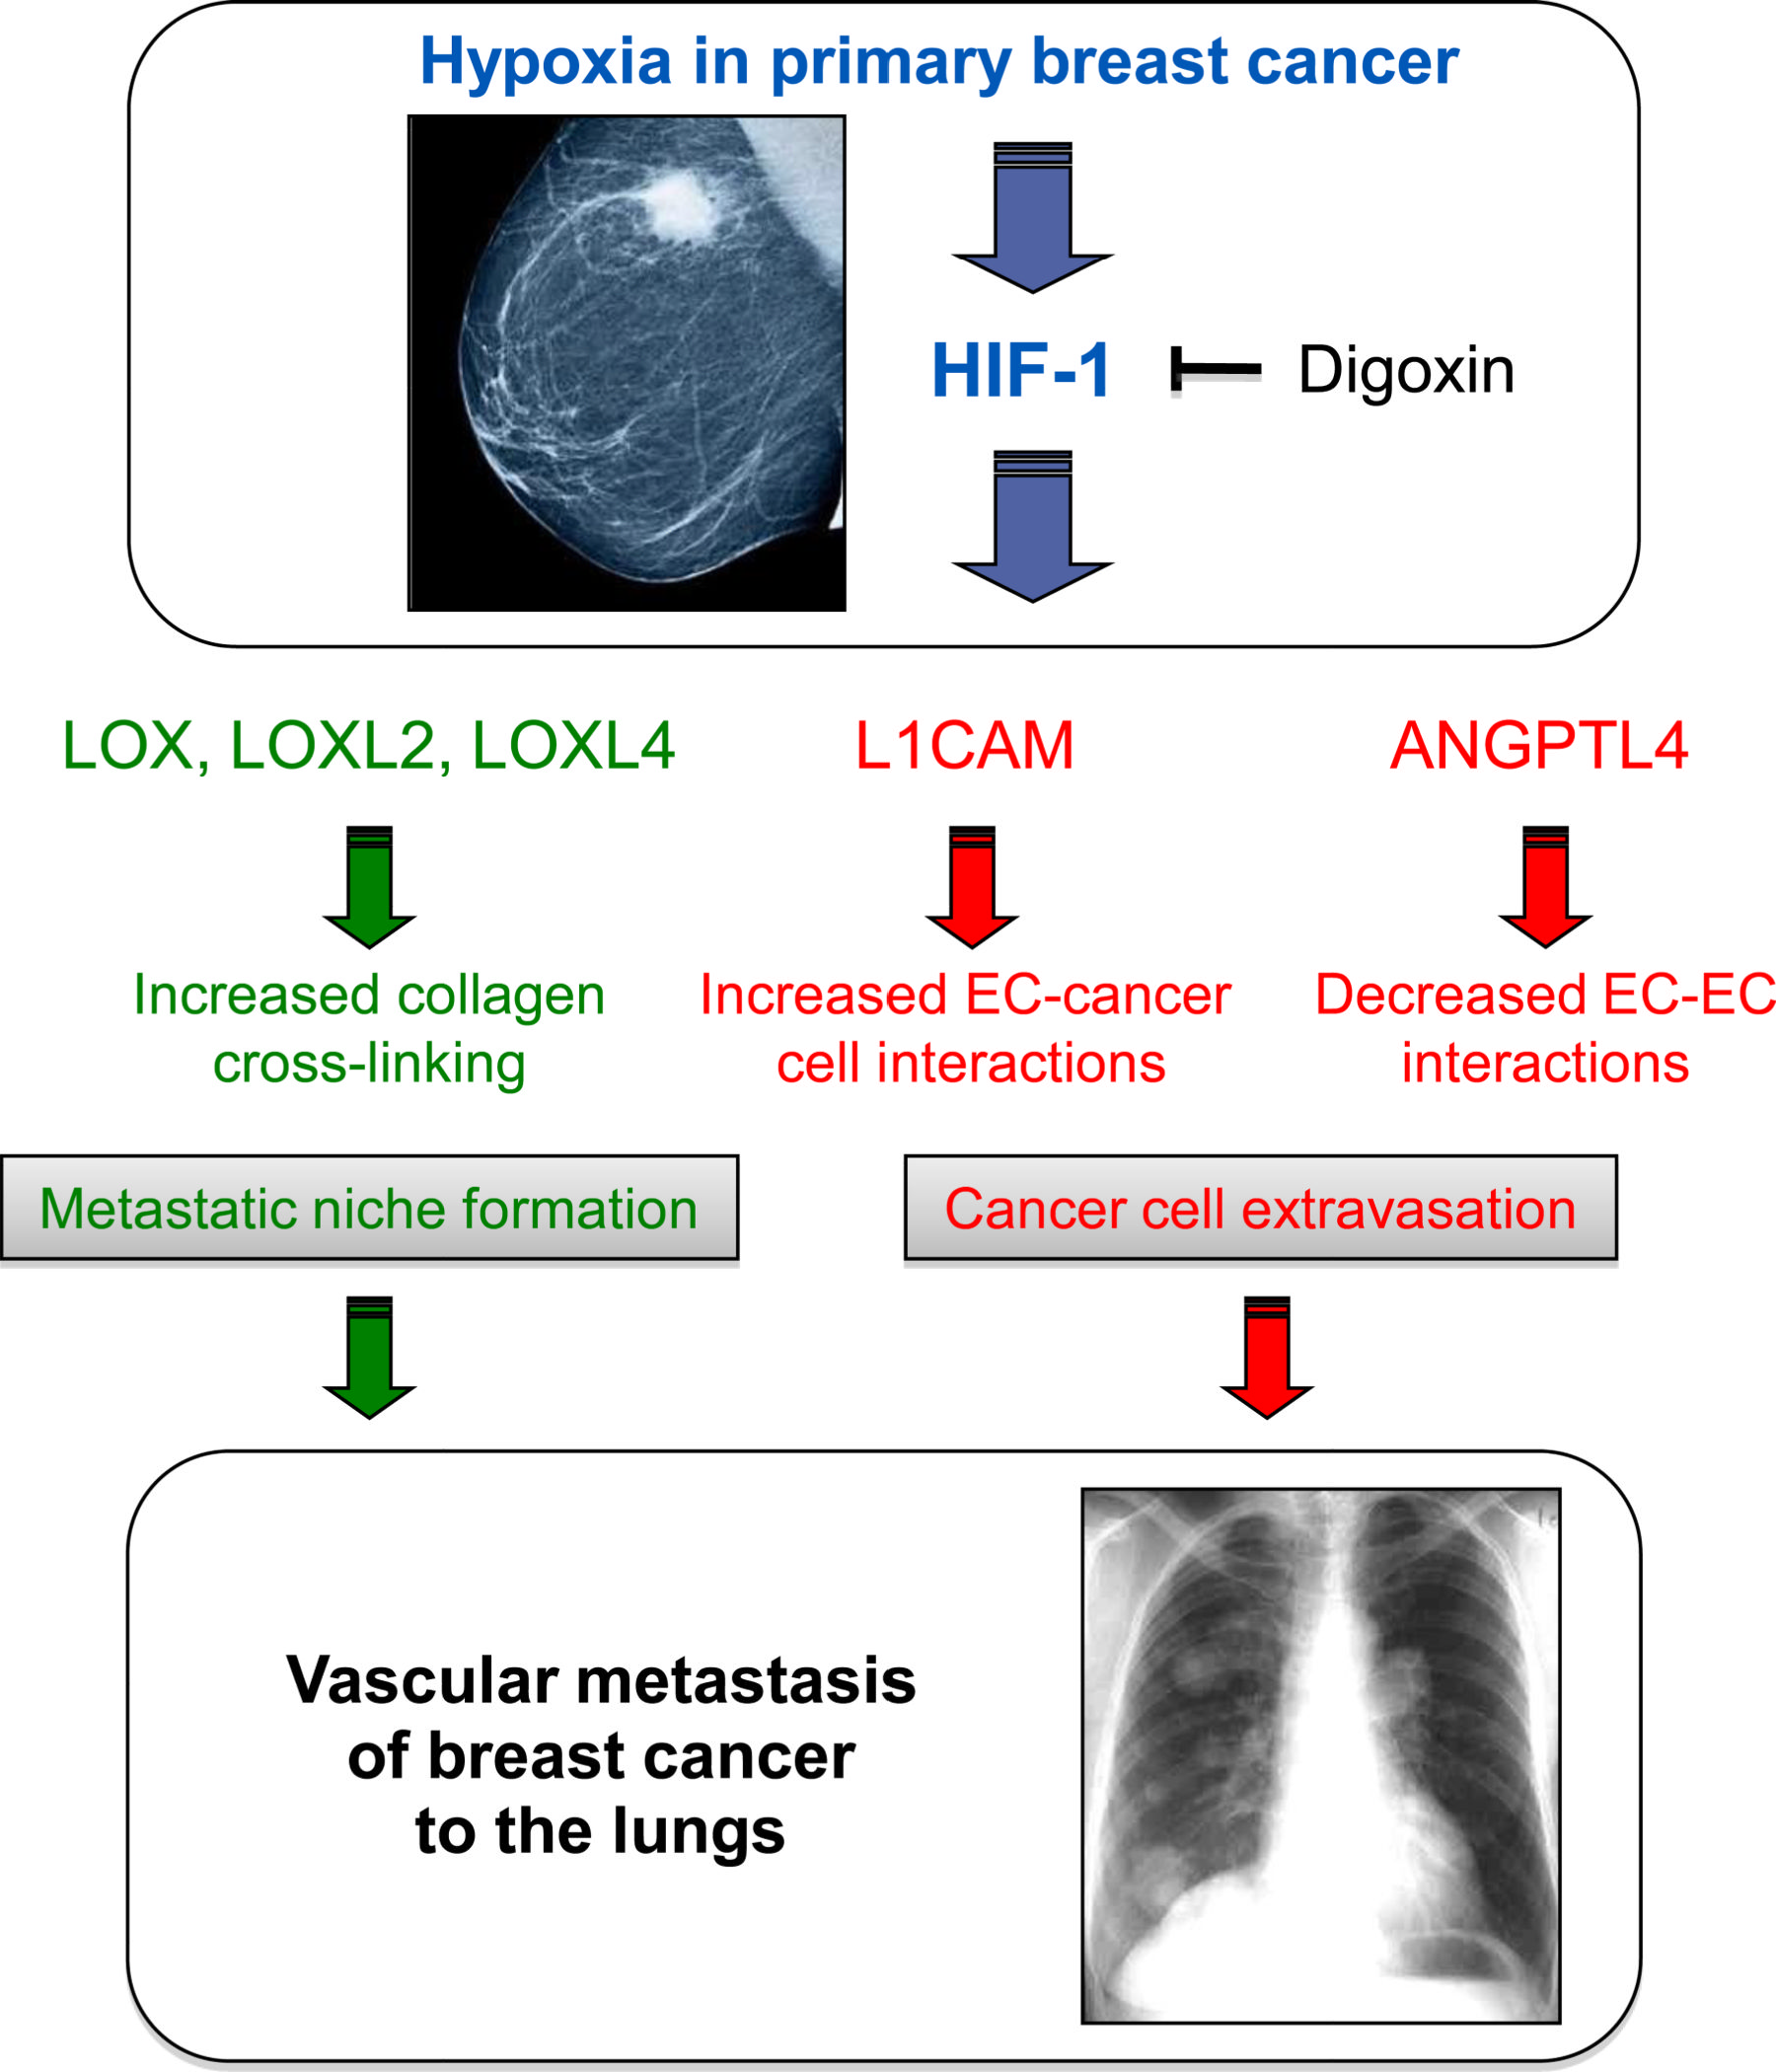 Hypoxia in primary breast cancer
HIF-1
Digoxin
LOX, LOXL2, LOXL4
L1CAM
ANGPTL4
Increased collagen
cross-linking
Increased EC-cancer
cell interactions
Decreased EC-EC
interactions
Metastatic niche formation
Cancer cell extravasation
Vascular metastasis
of breast cancer
to the lungs